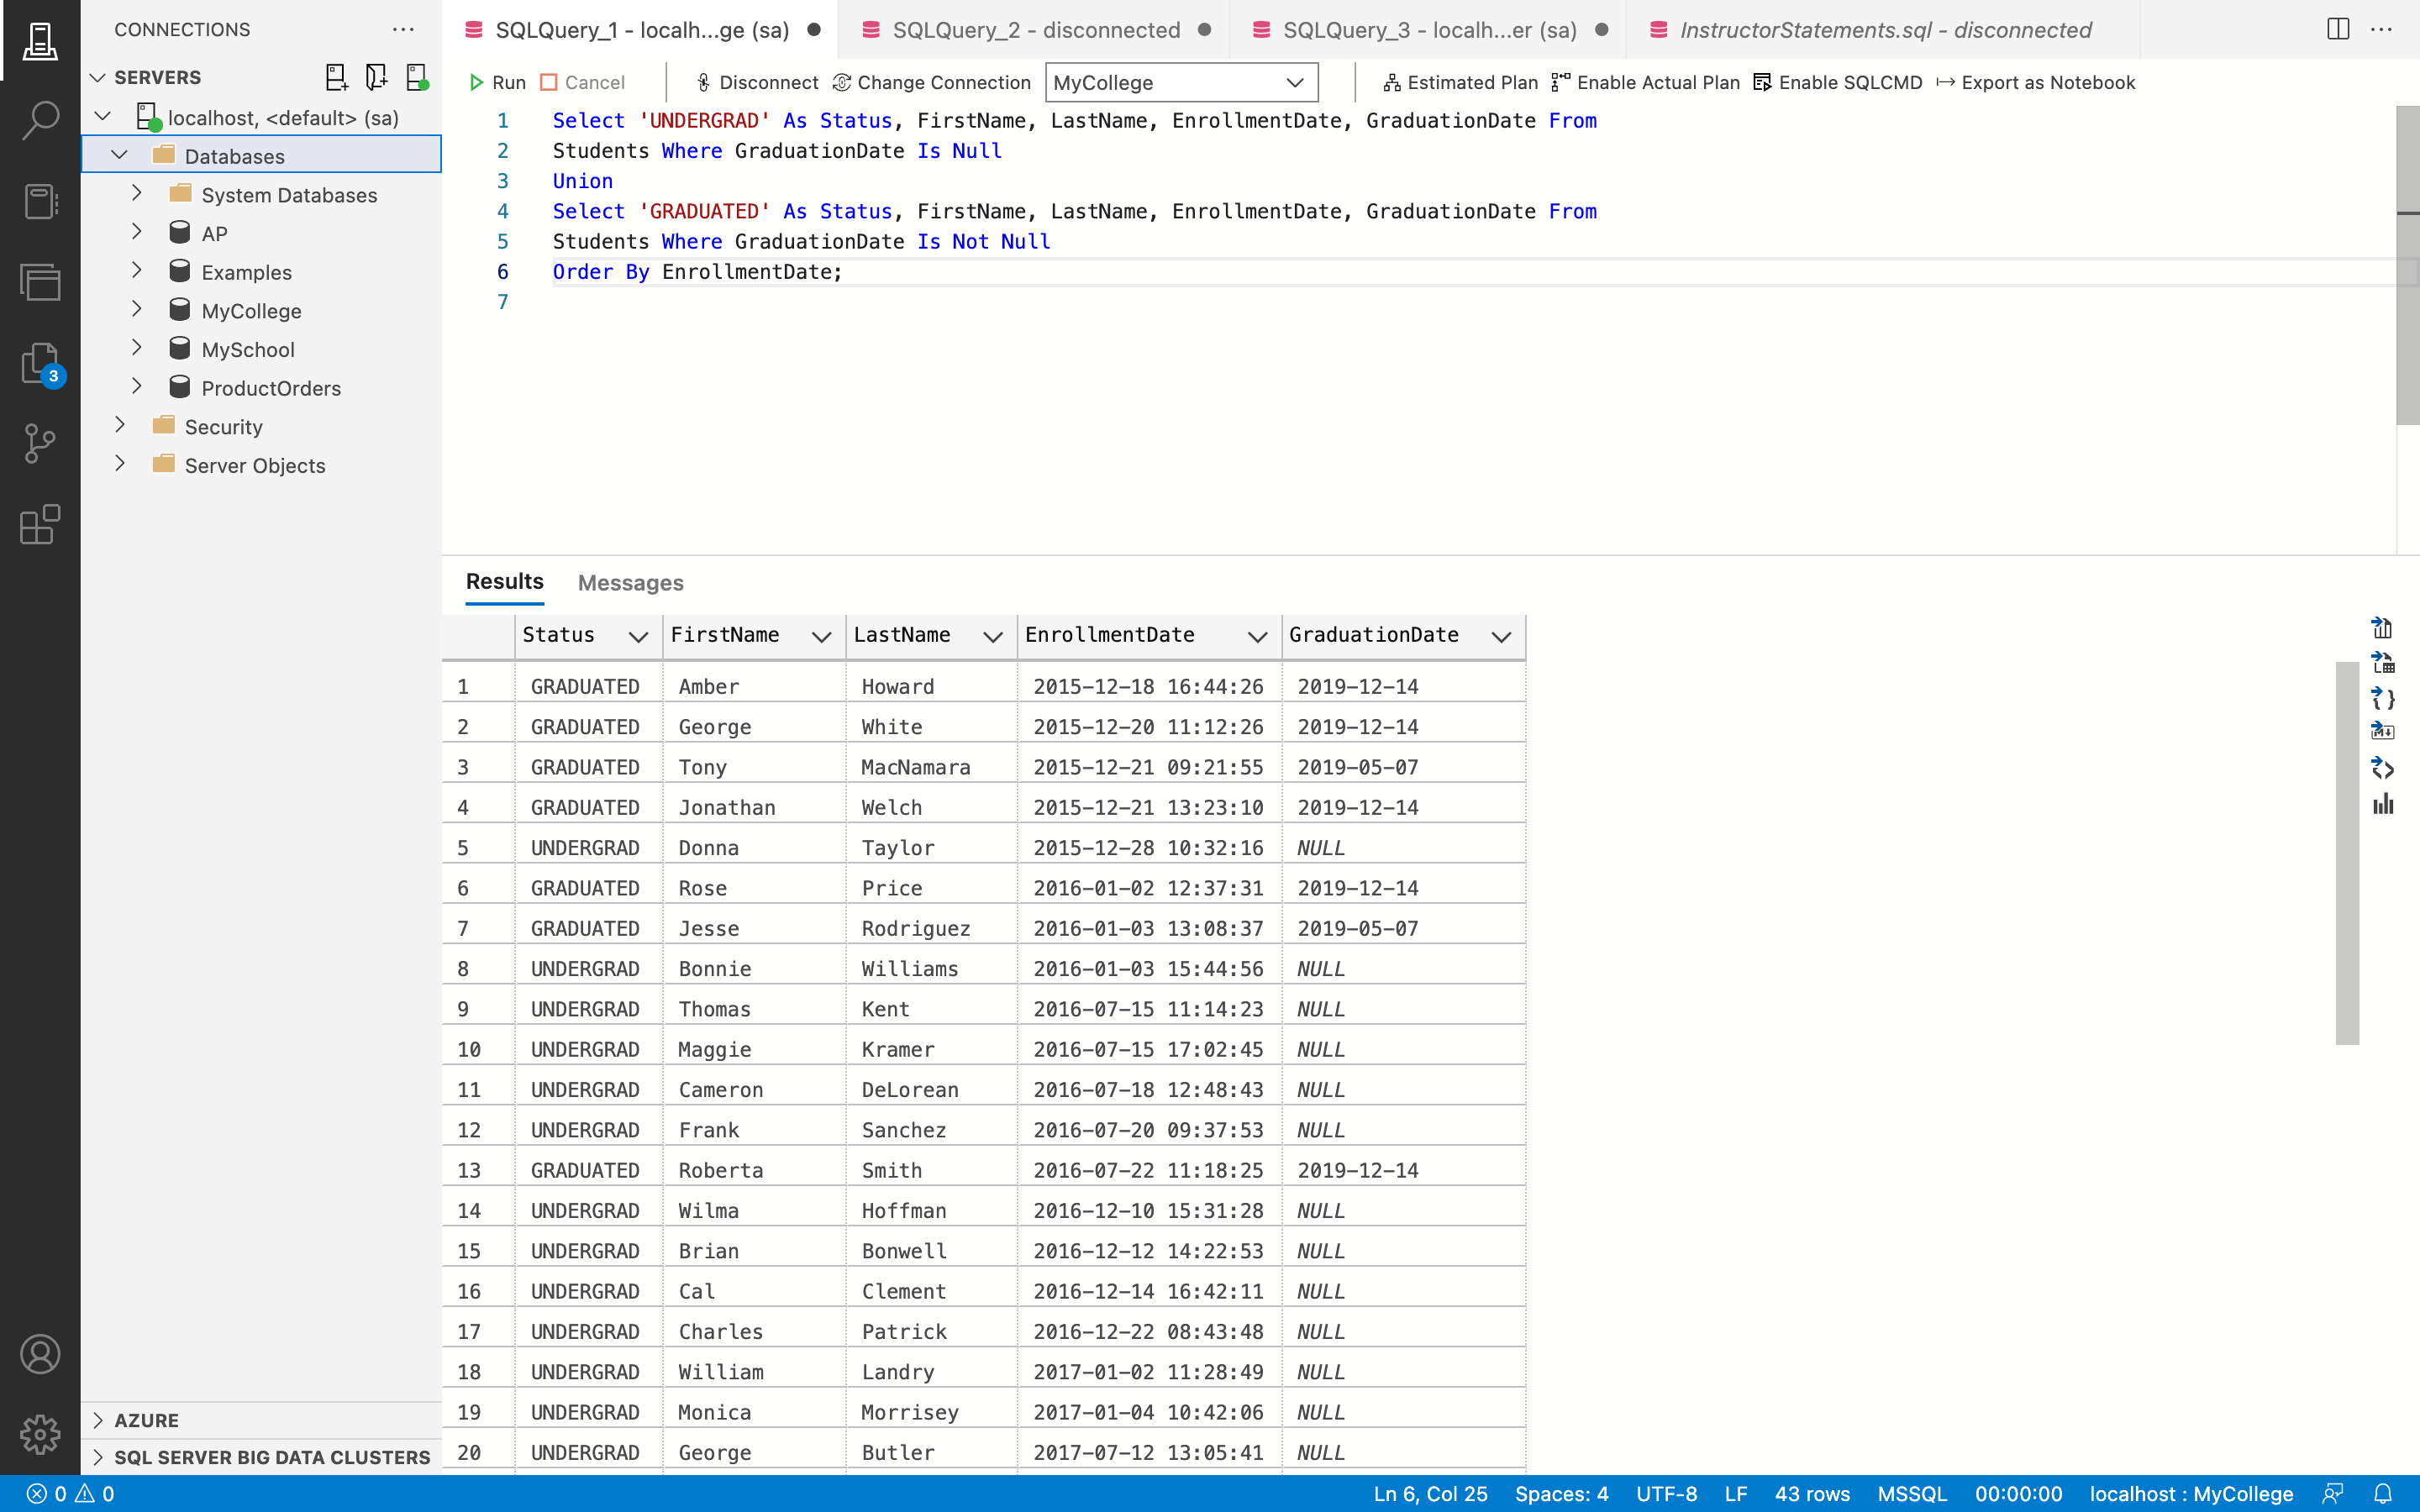 CONNECTIONS
SERVERS
localhost, <default> (sa)
Databases
System Databases
AP
Examples
MyCollege
MySchool
ProductOrders
Security
Server Objects
AZURE
SQL SERVER BIG DATA CLUSTERS
3
SQLQuery_1 - localh...ge (sa) SQLQuery_2 - disconnected SQLQuery_3 - localh...er (sa) InstructorStatements.sql - disconnected
Run Cancel Disconnect Change Connection MyCollege Estimated Plan Enable Actual Plan Enable SQLCMD Export as Notebook
1 Select 'UNDERGRAD' As Status, FirstName, LastName, EnrollmentDate, GraduationDate From
2 Students Where GraduationDate Is Null
3 Union
4 Select 'GRADUATED' As Status, FirstName, LastName, EnrollmentDate, GraduationDate From
5 Students Where GraduationDate Is Not Null
6 Order By EnrollmentDate;
7
Results Messages
Status FirstName LastName EnrollmentDate GraduationDate
1 GRADUATED Amber Howard 2015-12-18 16:44:26 2019-12-14
2 GRADUATED George White 2015-12-20 11:12:26 2019-12-14
3 GRADUATED Tony MacNamara 2015-12-21 09:21:55 2019-05-07
4 GRADUATED Jonathan Welch 2015-12-21 13:23:10 2019-12-14
5 UNDERGRAD Donna Taylor 2015-12-28 10:32:16 NULL
6 GRADUATED Rose Price 2016-01-02 12:37:31 2019-12-14
7 GRADUATED Jesse Rodriguez 2016-01-03 13:08:37 2019-05-07
8 UNDERGRAD Bonnie Williams 2016-01-03 15:44:56 NULL
9 UNDERGRAD Thomas Kent 2016-07-15 11:14:23 NULL
10 UNDERGRAD Maggie Kramer 2016-07-15 17:02:45 NULL
11 UNDERGRAD Cameron DeLorean 2016-07-18 12:48:43 NULL
12 UNDERGRAD Frank Sanchez 2016-07-20 09:37:53 NULL
13 GRADUATED Roberta Smith 2016-07-22 11:18:25 2019-12-14
14 UNDERGRAD Wilma Hoffman 2016-12-10 15:31:28 NULL
15 UNDERGRAD Brian Bonwell 2016-12-12 14:22:53 NULL
16 UNDERGRAD Cal Clement 2016-12-14 16:42:11 NULL
17 UNDERGRAD Charles Patrick 2016-12-22 08:43:48 NULL
18 UNDERGRAD William Landry 2017-01-02 11:28:49 NULL
19 UNDERGRAD Monica Morrisey 2017-01-04 10:42:06 NULL
20 UNDERGRAD George Butler 2017-07-12 13:05:41 NULL
0 0 Ln 6, Col 25 Spaces: 4 UTF-8 LF 43 rows MSSQL 00:00:00 localhost : MyCollege